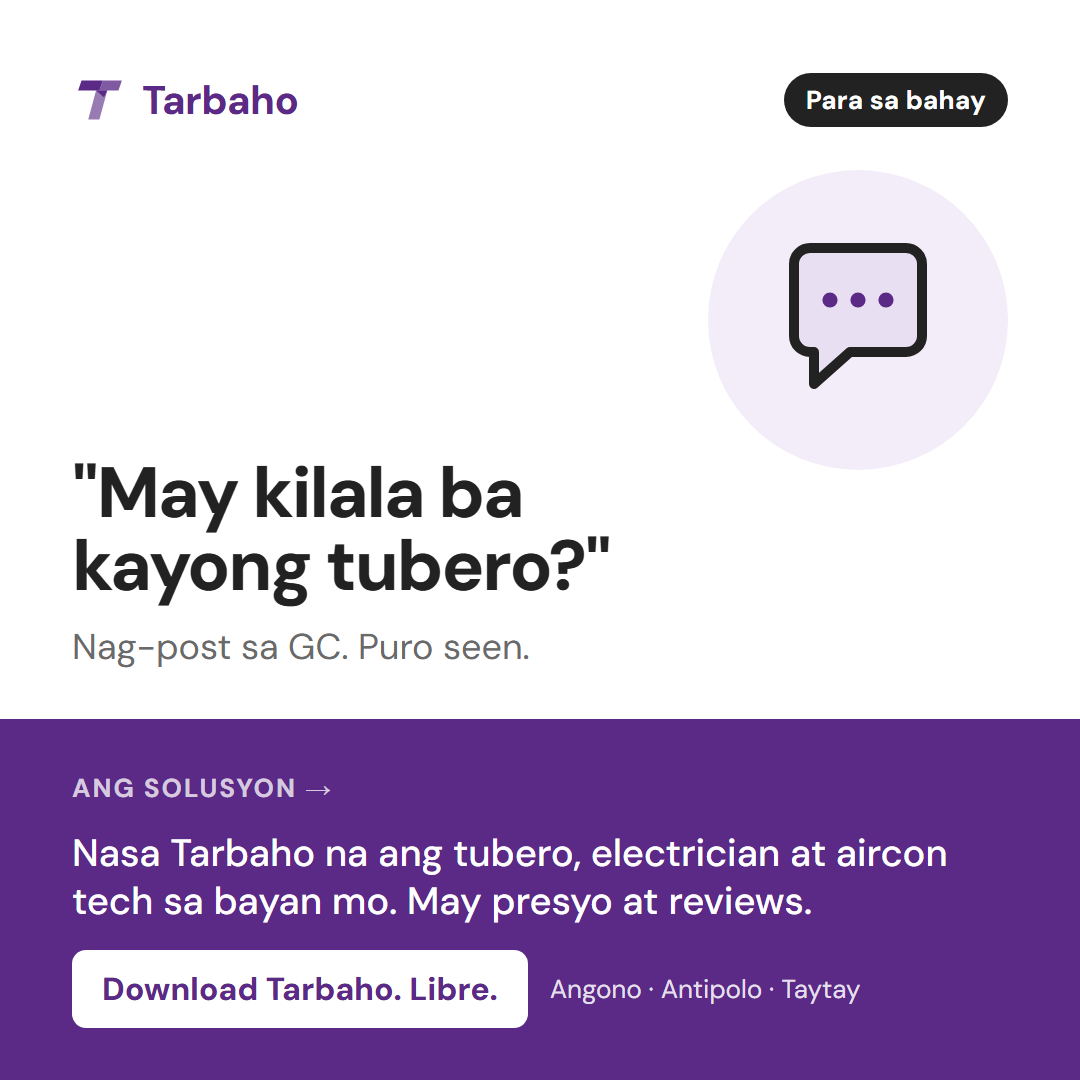 Tarbaho
Para sa bahay
"May kilala ba
kayong tubero?"
Nag-post sa GC. Puro seen.
ANG SOLUSYON →
Nasa Tarbaho na ang tubero, electrician at aircon
tech sa bayan mo. May presyo at reviews.
Download Tarbaho. Libre.
Angono · Antipolo · Taytay